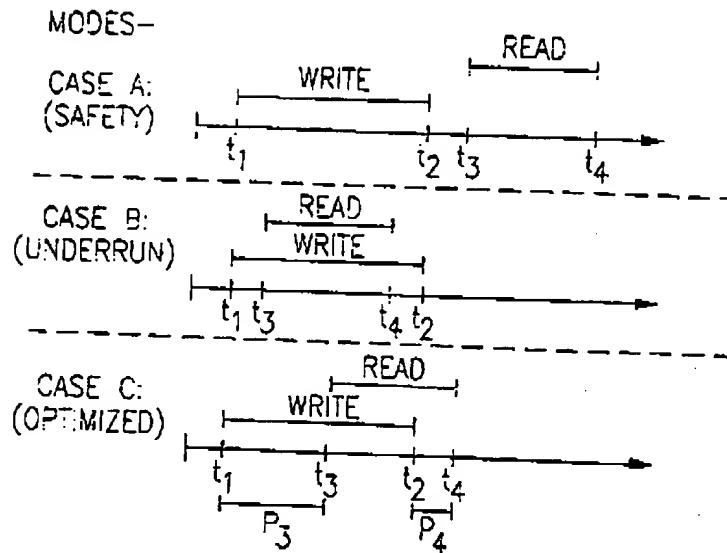 MODES—
READ
CASE A: WRITE
(SAFETY)
t1 t2 t3 t4
CASE B: READ
(UNDERRUN) WRITE
t1 t3 t4 t2
READ
CASE C: WRITE
(OPTIMIZED)
t1 t3 t2 t4
P3 P4